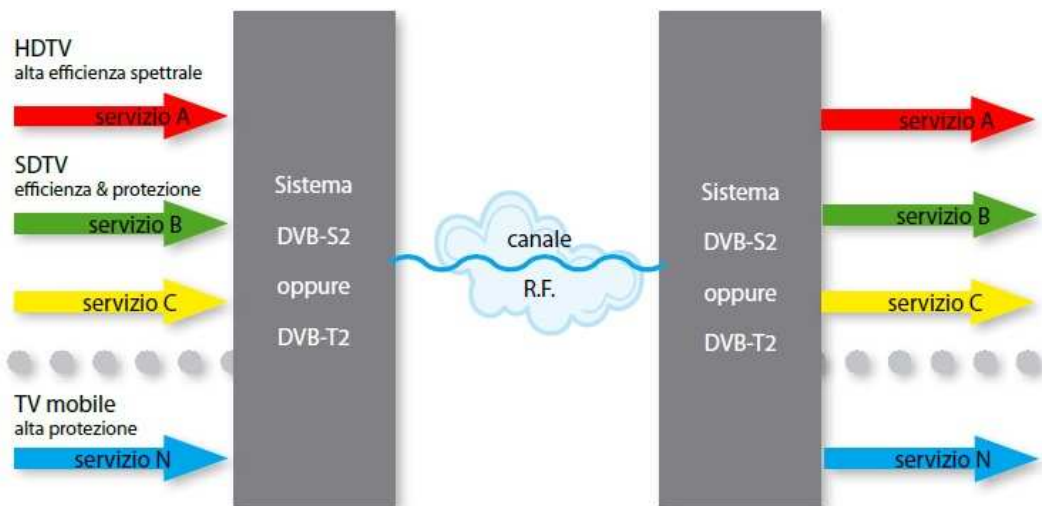 HDTV
alta efficienza spettrale
servizio A
SDTV
efficienza & protezione
servizio B
servizio C
TV mobile
alta protezione
servizio N
Sistema
DVB-S2
oppure
DVB-T2
canale
R.F.
Sistema
DVB-S2
oppure
DVB-T2
servizio A
servizio B
servizio C
servizio N